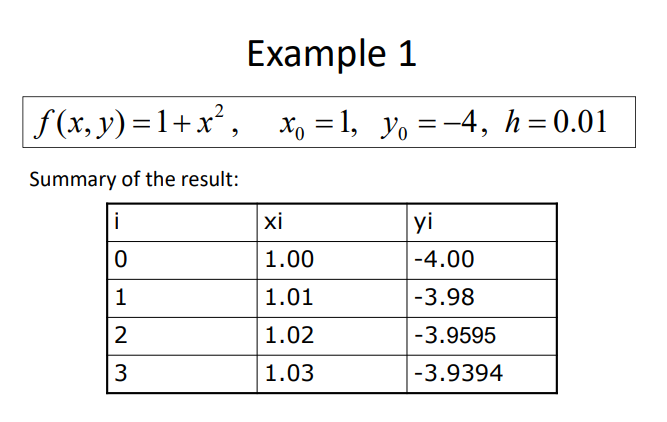 Example 1
f(x, y) = 1 + x², x₀ = 1, y₀ = −4, h = 0.01
Summary of the result:
i xi yi
0 1.00 -4.00
1 1.01 -3.98
2 1.02 -3.9595
3 1.03 -3.9394